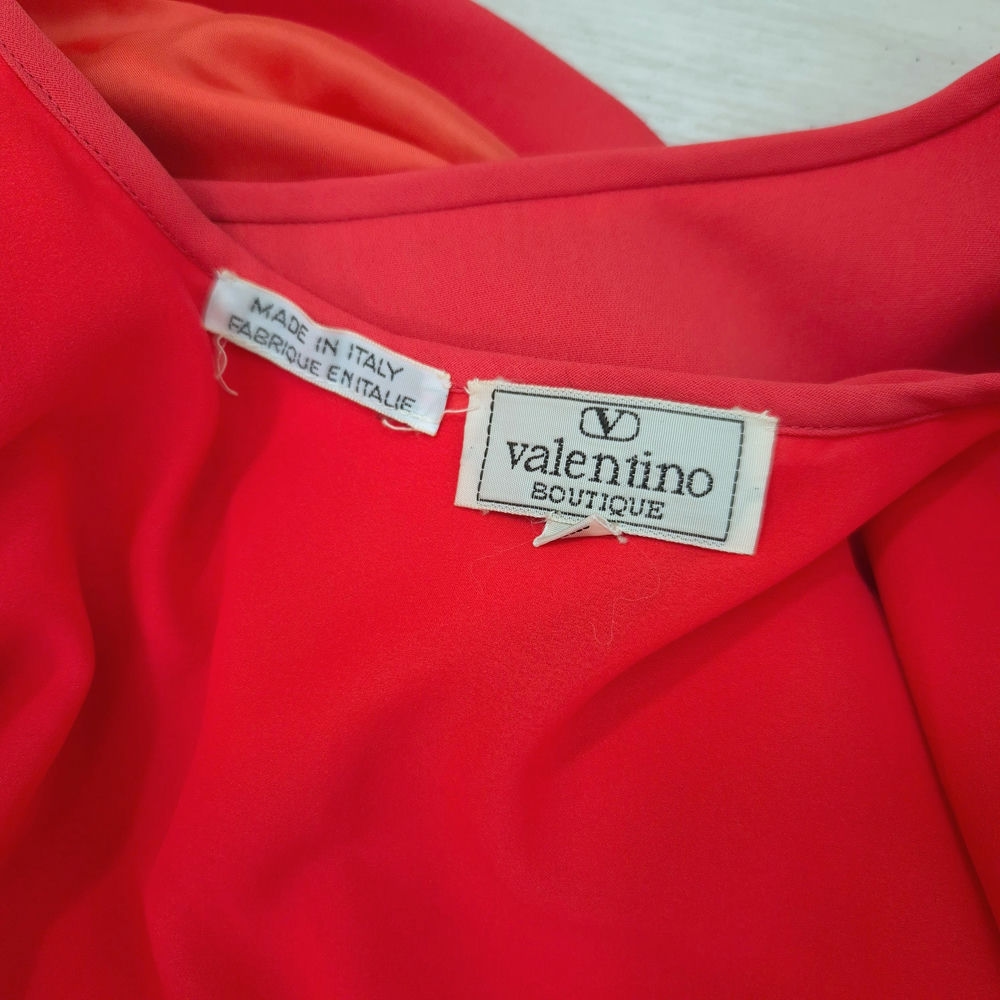 MADE IN ITALY
FABRIQUE EN ITALIE
V
valentino
BOUTIQUE